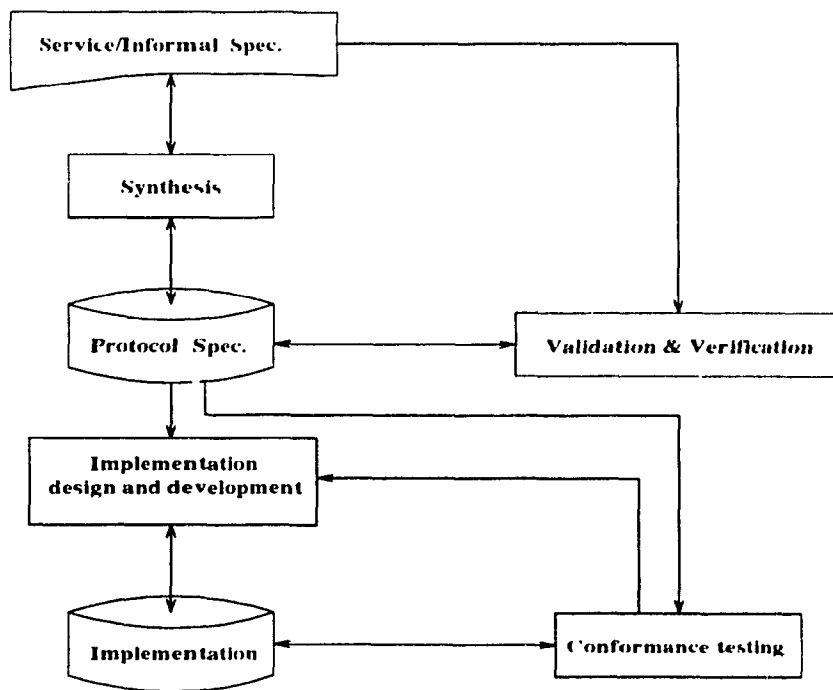 Service/Informal Spec.
Synthesis
Protocol Spec.
Validation & Verification
Implementation
design and development
Implementation
Conformance testing